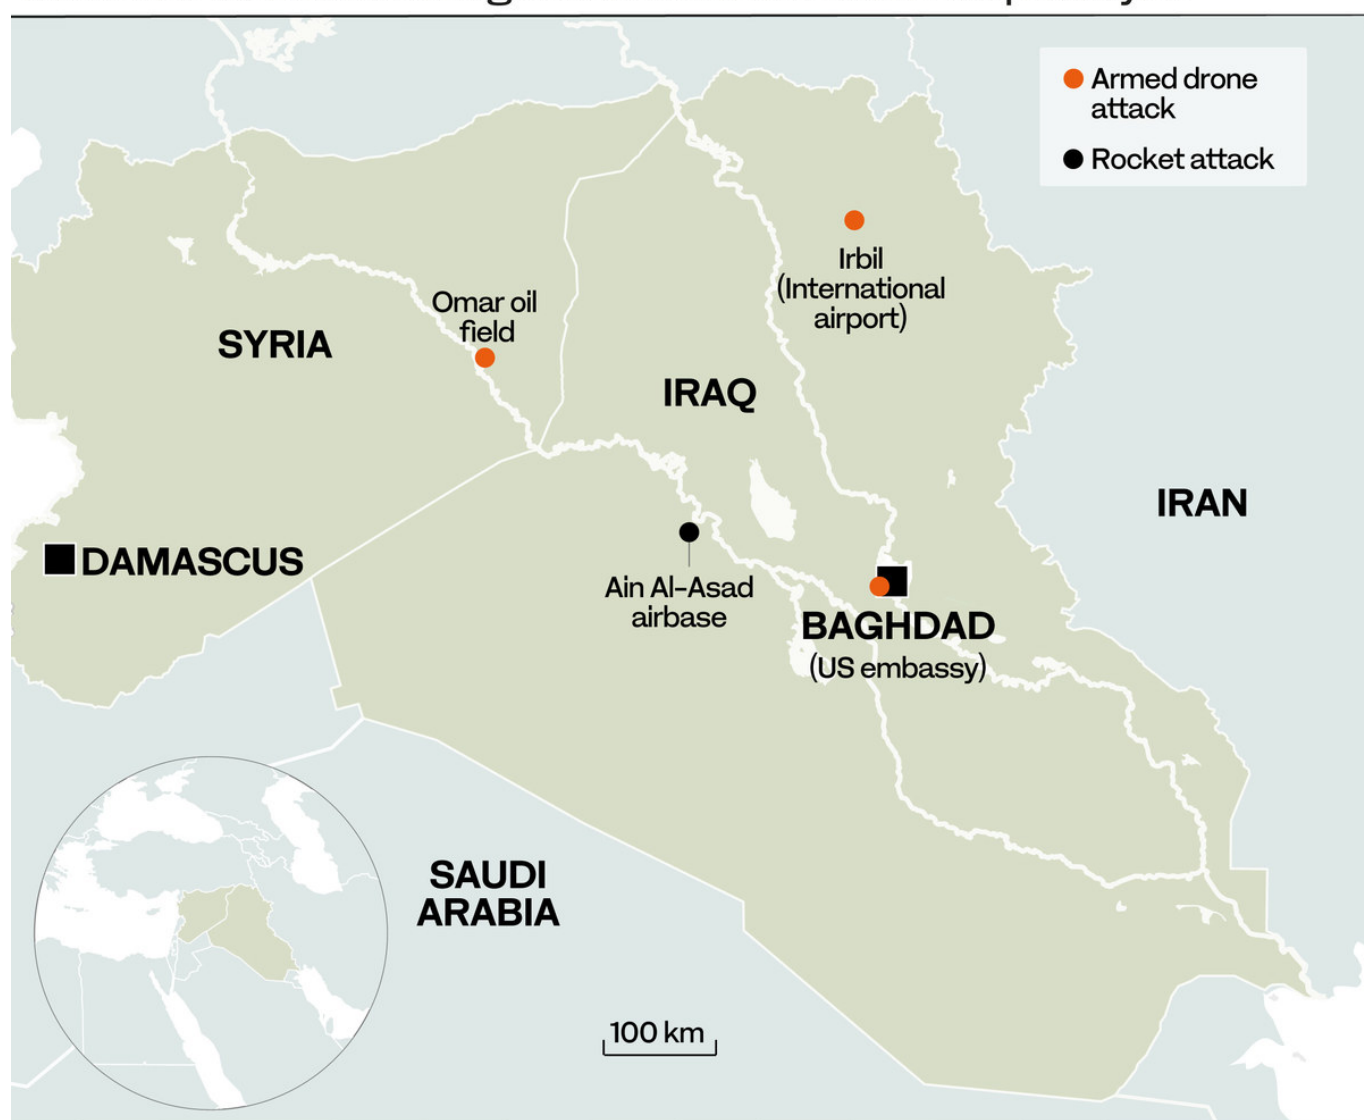 Armed drone
attack
Rocket attack
Irbil
(International
airport)
Omar oil
field
SYRIA
IRAQ
IRAN
DAMASCUS
Ain Al-Asad
airbase
BAGHDAD
(US embassy)
SAUDI
ARABIA
100 km